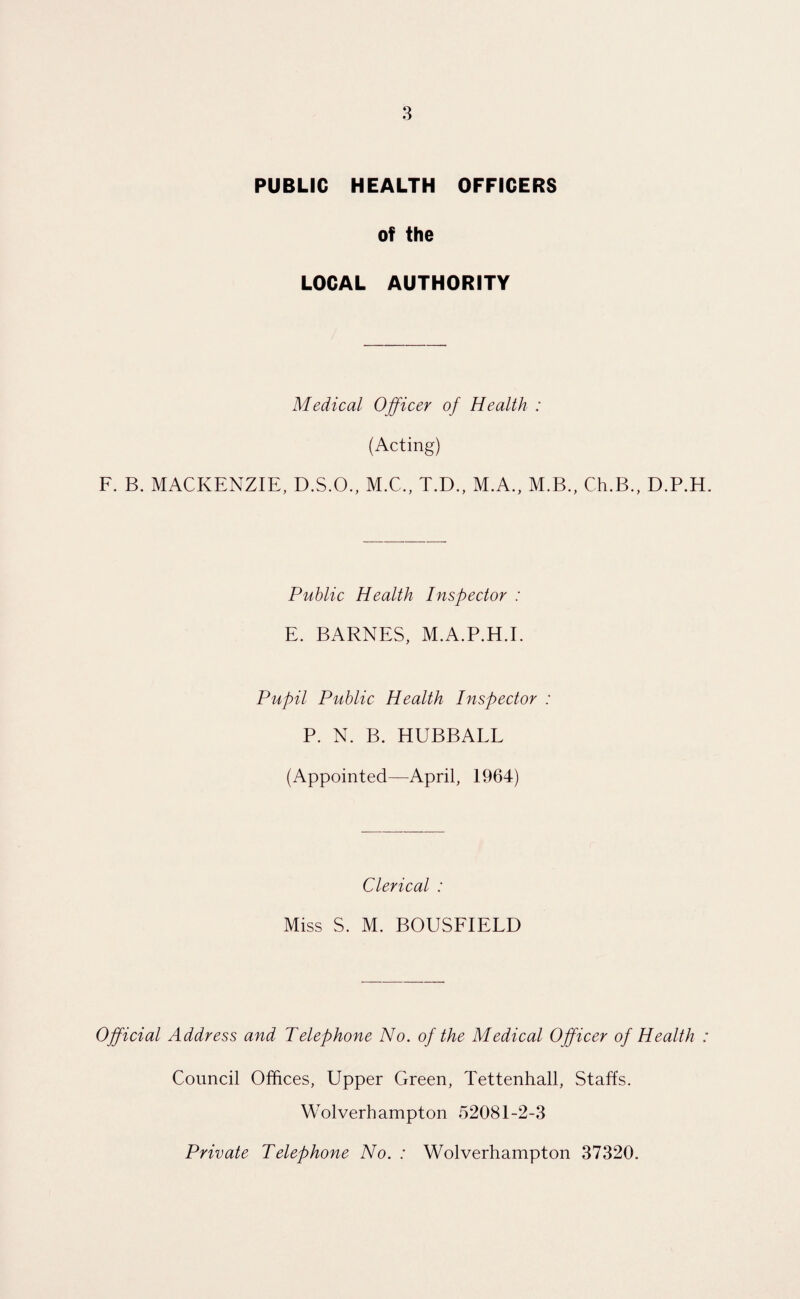 3
PUBLIC HEALTH OFFICERS
of the
LOCAL AUTHORITY
Medical Officer of Health :
(Acting)
F. B. MACKENZIE, D.S.O., M.C., T.D., M.A., M.B., Ch.B., D.P.H.
Public Health Inspector :
E. BARNES, M.A.P.H.I.
Pupil Public Health Inspector :
P. N. B. HUBBALL
(Appointed—April, 1964)
Clerical :
Miss S. M. BOUSFIELD
Official Address and Telephone No. of the Medical Officer of Health :
Council Offices, Upper Green, Tettenhall, Staffs.
Wolverhampton 52081-2-3
Private Telephone No. : Wolverhampton 37320.